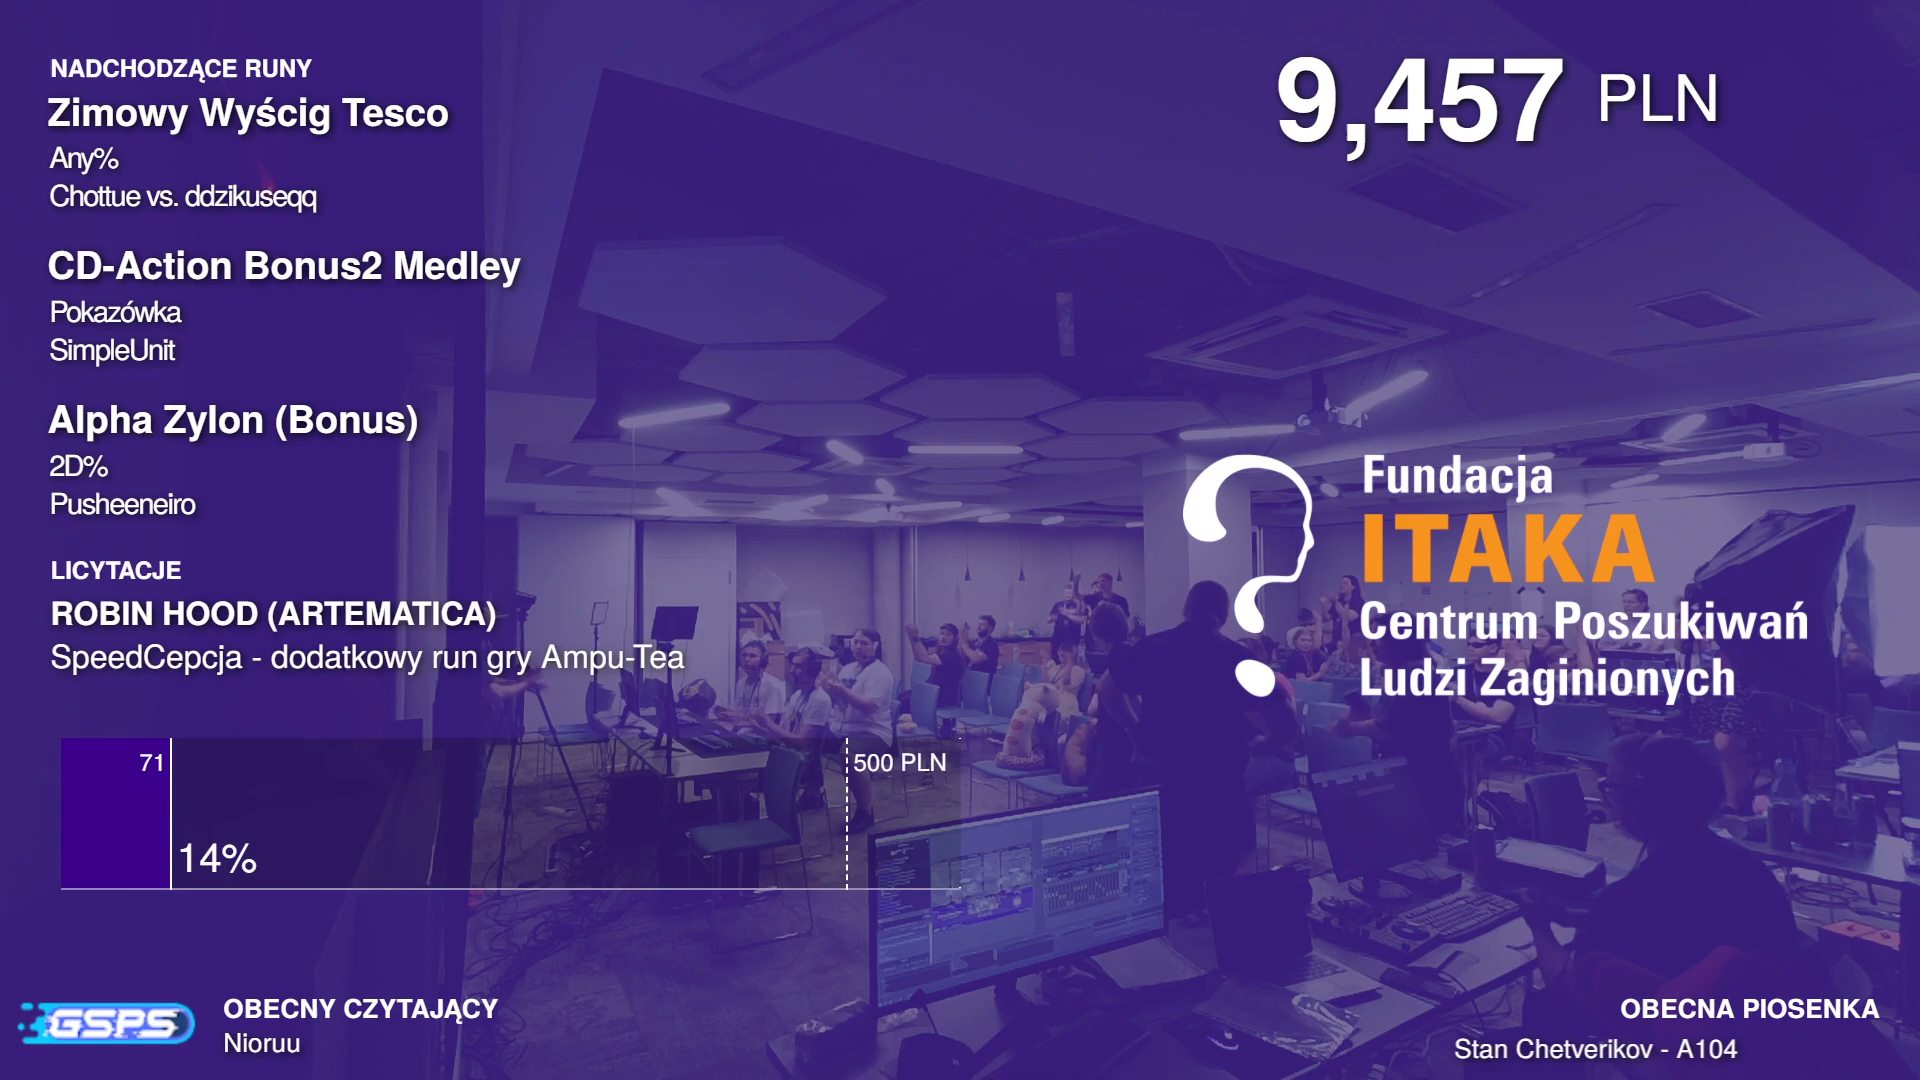 NADCHODZĄCE RUNY
Zimowy Wyścig Tesco
Any%
Chottue vs. ddzikuseqq
CD-Action Bonus2 Medley
Pokazówka
SimpleUnit
Alpha Zylon (Bonus)
2D%
Pusheeneiro
LICYTACJE
ROBIN HOOD (ARTEMATICA)
SpeedCepcja - dodatkowy run gry Ampu-Tea
71
500 PLN
14%
9,457 PLN
Fundacja
ITAKA
Centrum Poszukiwań
Ludzi Zaginionych
GSPS
OBECNY CZYTAJĄCY
Nioruu
OBECNA PIOSENKA
Stan Chetverikov - A104